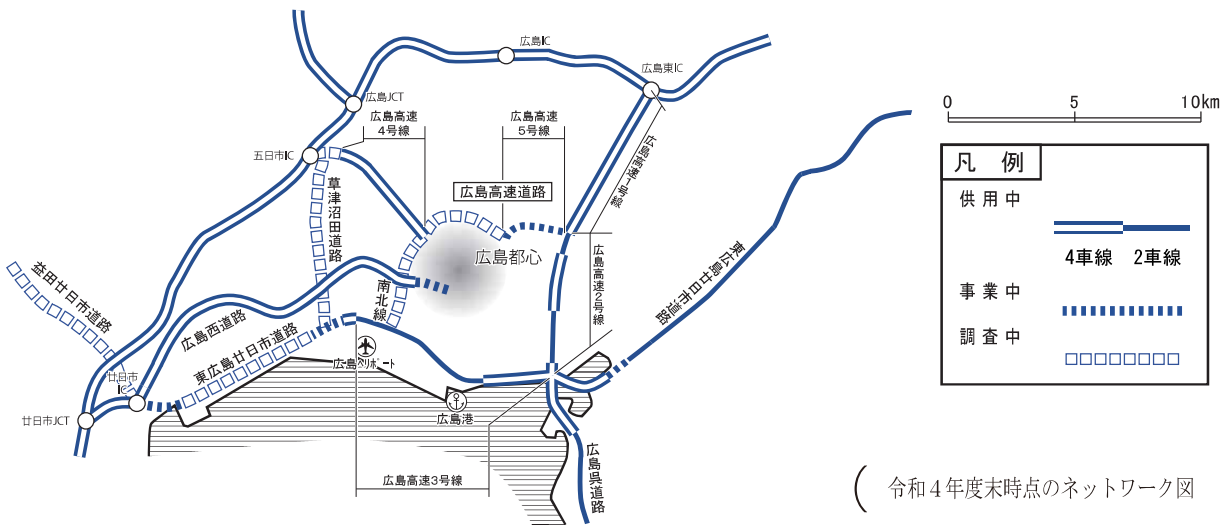 広島IC
広島東IC
広島JCT
広島高速
4号線
広島高速
5号線
広島高速1号線
五日市IC
草津沼田道路
広島高速道路
広島都心
広島高速2号線
東広島廿日市道路
益田廿日市道路
広島西道路
南北線
東広島廿日市道路
広島ヘリポート
廿日市
IC
廿日市JCT
広島港
広島高速3号線
広島呉道路
0 5 10km
凡 例
供用中
4車線 2車線
事業中
調査中
( 令和4年度末時点のネットワーク図